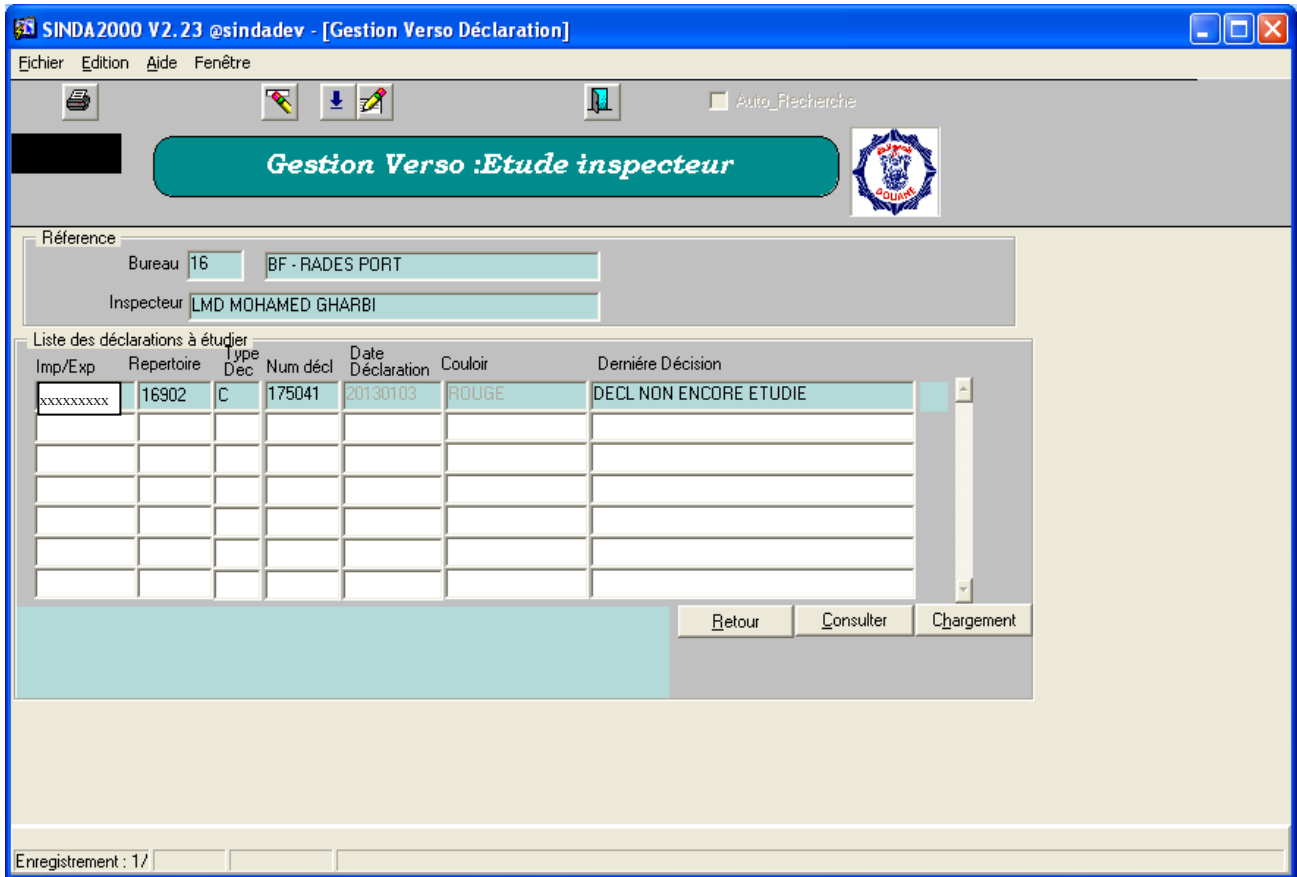 SINDA2000 V2.23 @sindadev - [Gestion Verso Déclaration]
Fichier Edition Aide Fenêtre
Auto_Recherche
Gestion Verso :Etude inspecteur
DOUANE
Réference
Bureau 16 BF - RADES PORT
Inspecteur LMD MOHAMED GHARBI
Liste des déclarations à étudier
Imp/Exp Repertoire Type Dec Num décl Date Déclaration Couloir Derniére Décision
xxxxxxxxx 16902 C 175041 20130103 ROUGE DECL NON ENCORE ETUDIE
Retour Consulter Chargement
Enregistrement : 1/